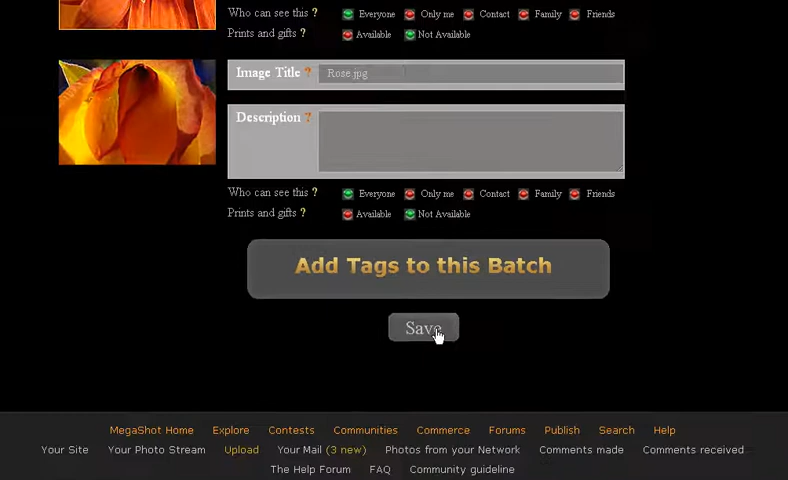 Who can see this ? Everyone Only me Contact Family Friends
Prints and gifts ? Available Not Available
Image Title ? Rose.jpg
Description ?
Who can see this ? Everyone Only me Contact Family Friends
Prints and gifts ? Available Not Available
Add Tags to this Batch
Save
MegaShot Home Explore Contests Communities Commerce Forums Publish Search Help
Your Site Your Photo Stream Upload Your Mail (3 new) Photos from your Network Comments made Comments received
The Help Forum FAQ Community guideline